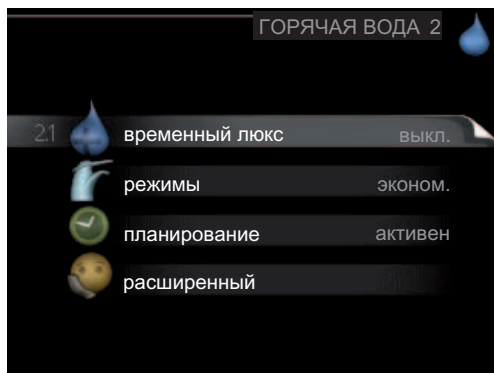 ГОРЯЧАЯ ВОДА 2
2.1 временный люкс выкл.
режимы эконом.
планирование активен
расширенный